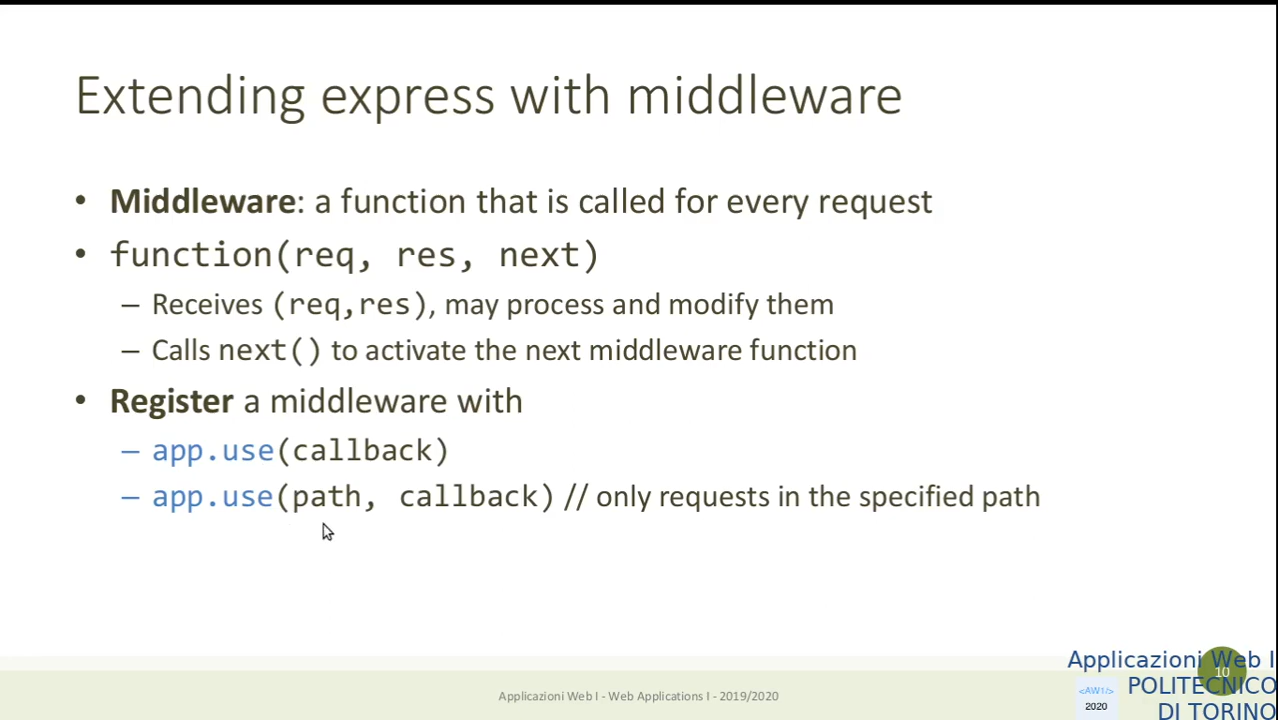 Extending express with middleware
• Middleware: a function that is called for every request
• function(req, res, next)
– Receives (req,res), may process and modify them
– Calls next() to activate the next middleware function
• Register a middleware with
– app.use(callback)
– app.use(path, callback) // only requests in the specified path
Applicazioni Web I - Web Applications I - 2019/2020
10
Applicazioni Web I
POLITECNICO
DI TORINO
<AW1/>
2020